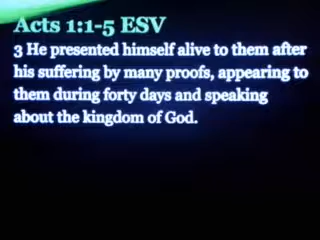 Acts 1:1-5 ESV
3 He presented himself alive to them after
his suffering by many proofs, appearing to
them during forty days and speaking
about the kingdom of God.